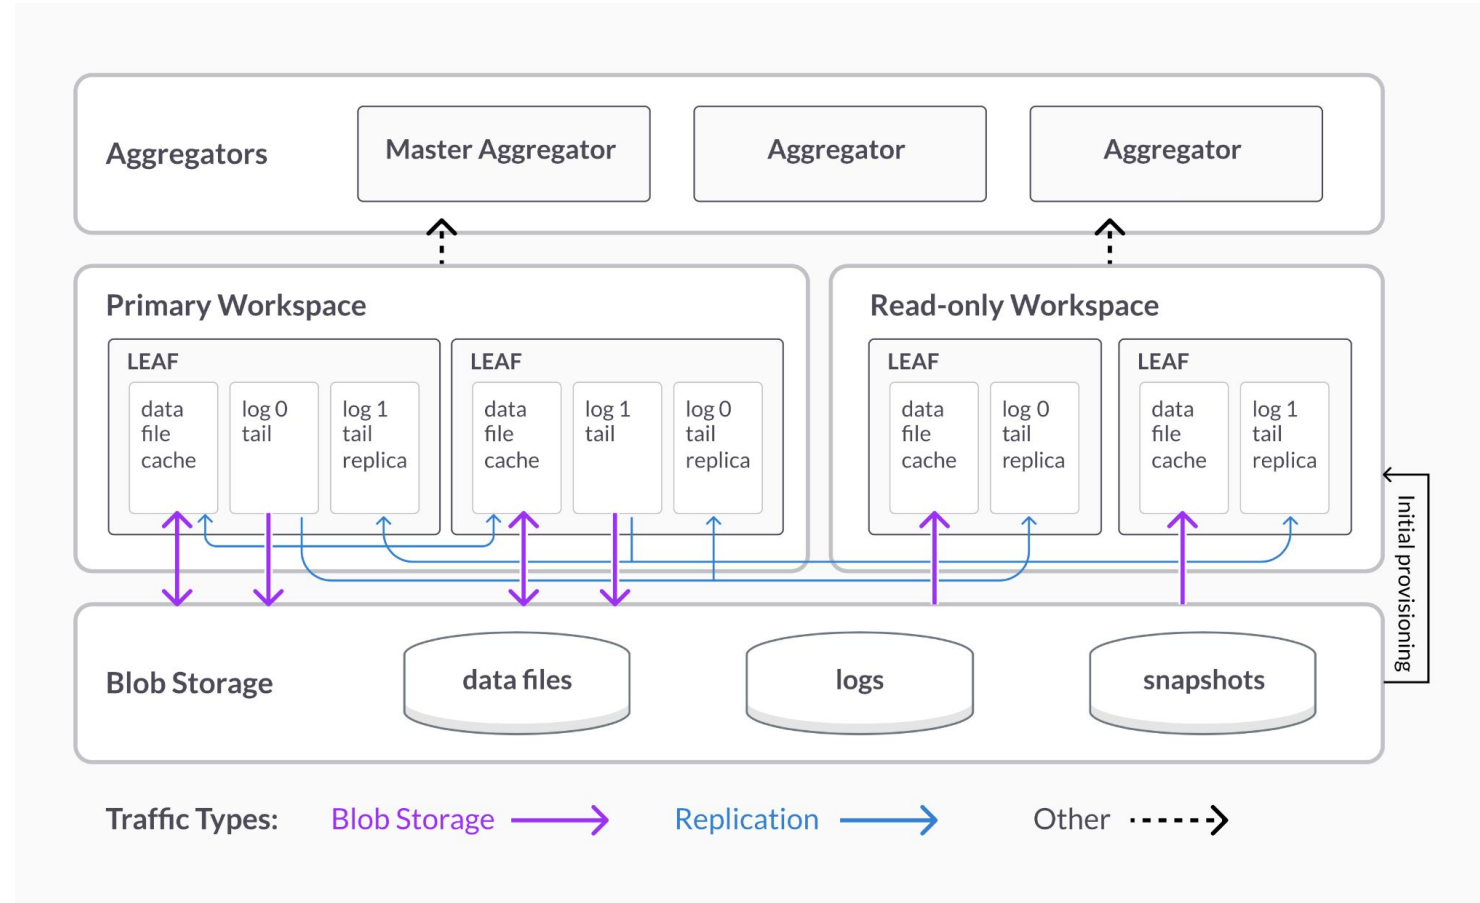 Aggregators
Master Aggregator
Aggregator
Aggregator
Primary Workspace
LEAF
data
file
cache
log 0
tail
log 1
tail
replica
LEAF
data
file
cache
log 1
tail
log 0
tail
replica
Read-only Workspace
LEAF
data
file
cache
log 0
tail
replica
LEAF
data
file
cache
log 1
tail
replica
Initial provisioning
Blob Storage
data files
logs
snapshots
Traffic Types:
Blob Storage
Replication
Other